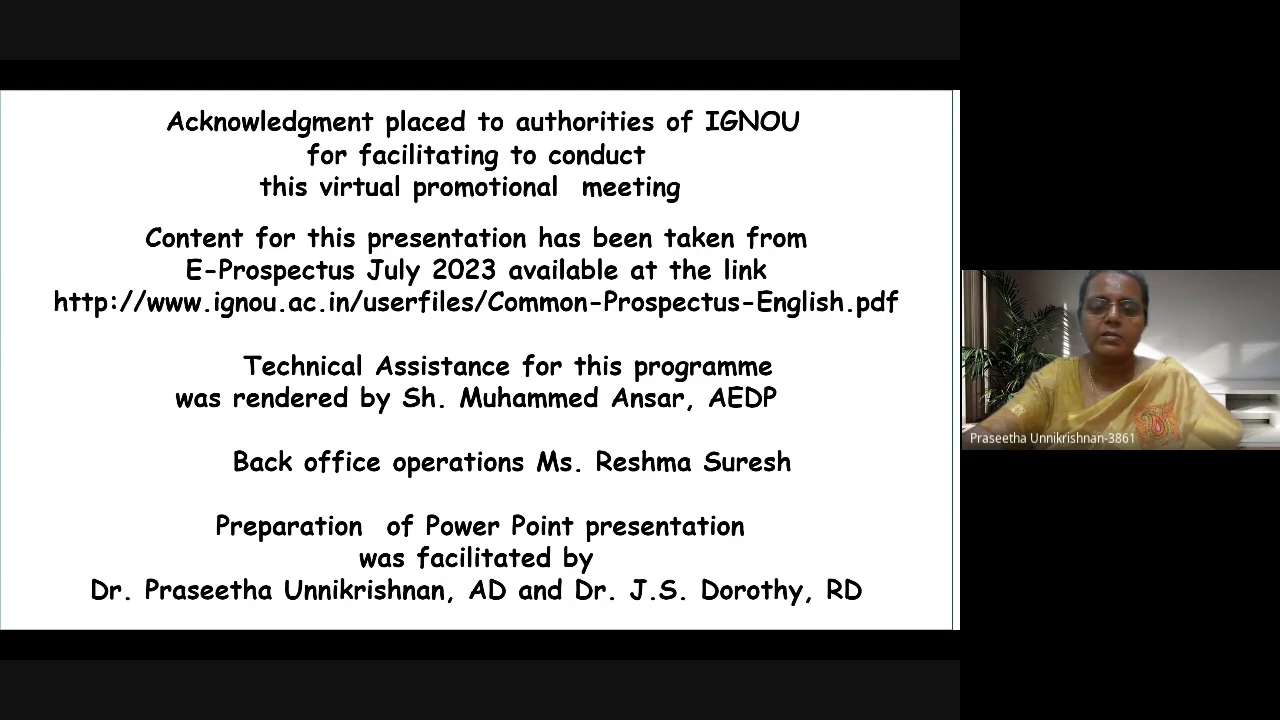 Acknowledgment placed to authorities of IGNOU
for facilitating to conduct
this virtual promotional meeting
Content for this presentation has been taken from
E-Prospectus July 2023 available at the link
http://www.ignou.ac.in/userfiles/Common-Prospectus-English.pdf
Technical Assistance for this programme
was rendered by Sh. Muhammed Ansar, AEDP
Back office operations Ms. Reshma Suresh
Preparation of Power Point presentation
was facilitated by
Dr. Praseetha Unnikrishnan, AD and Dr. J.S. Dorothy, RD
Praseetha Unnikrishnan-3861